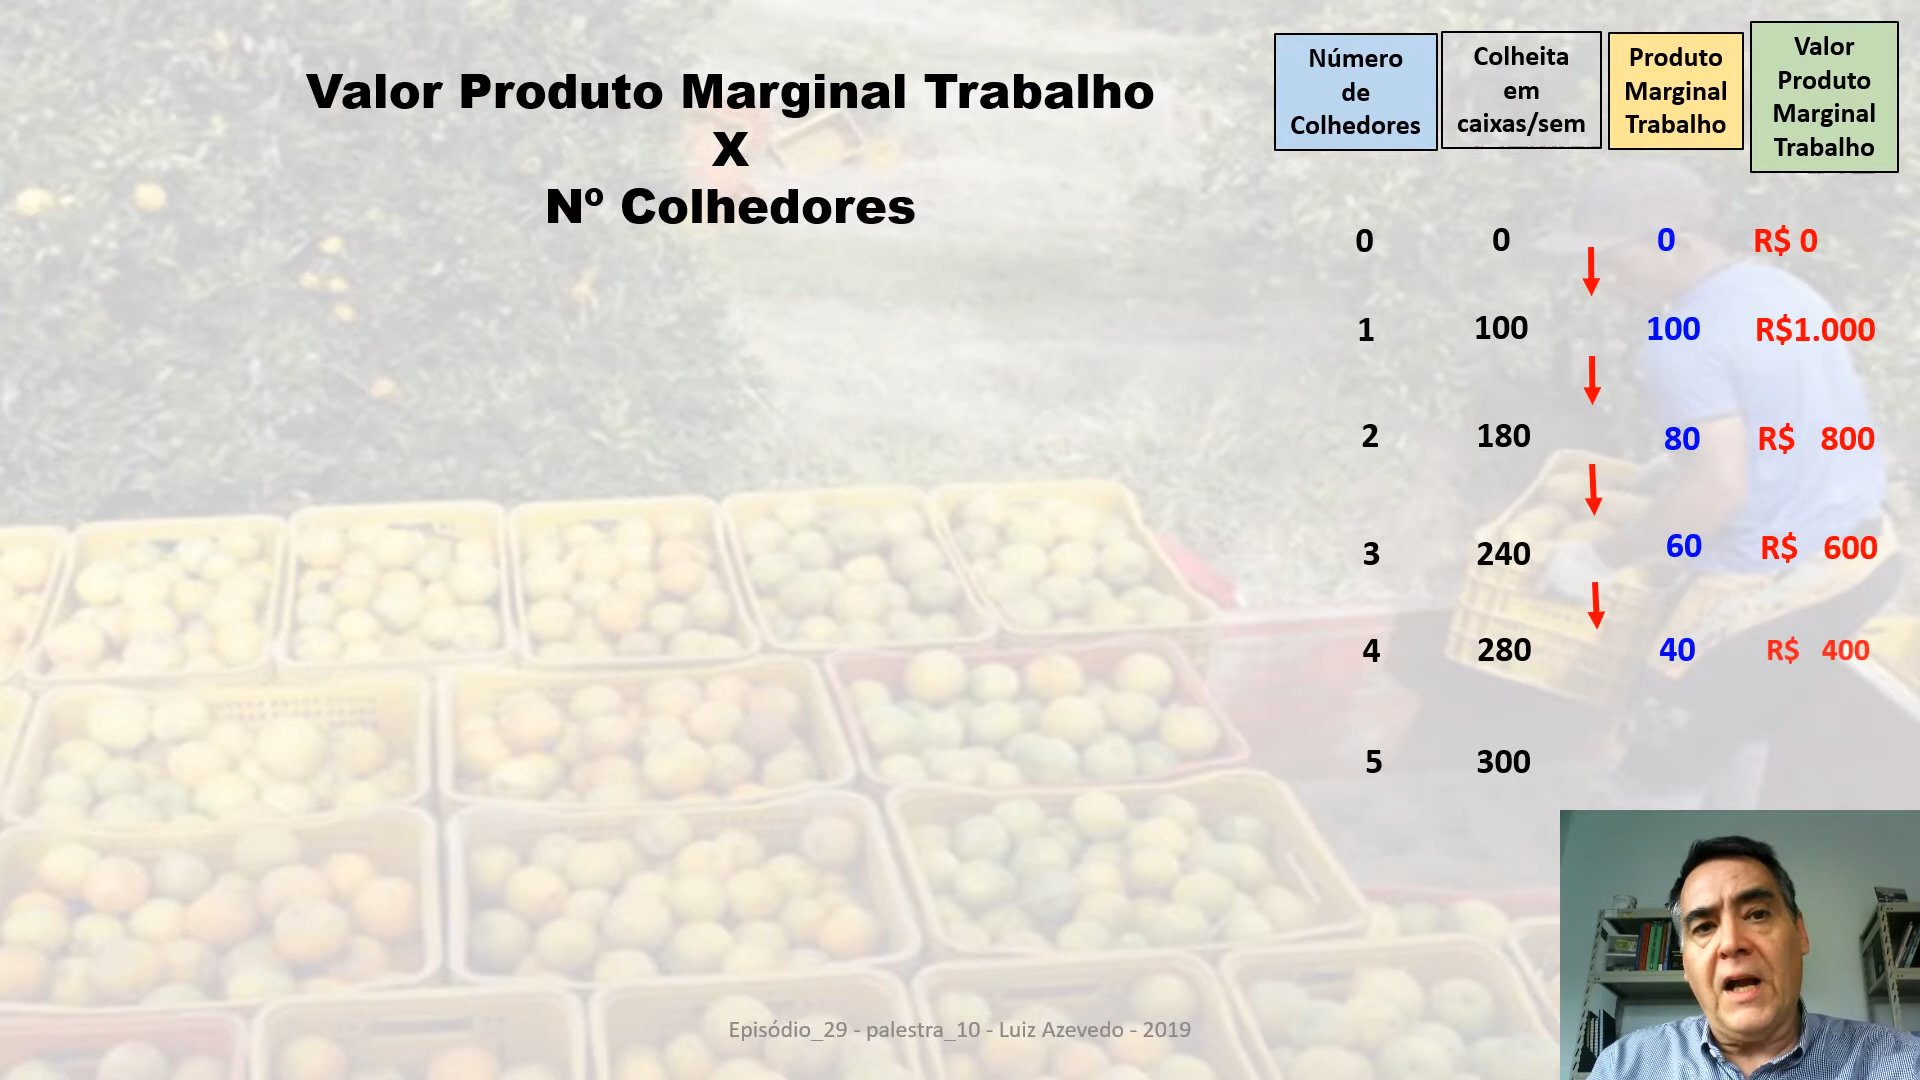 Valor Produto Marginal Trabalho
X
Nº Colhedores
Número
de
Colhedores
Colheita
em
caixas/sem
Produto
Marginal
Trabalho
Valor
Produto
Marginal
Trabalho
0 0 0 R$ 0
1 100 100 R$1.000
2 180 80 R$ 800
3 240 60 R$ 600
4 280 40 R$ 400
5 300
Episódio_29 - palestra_10 - Luiz Azevedo - 2019